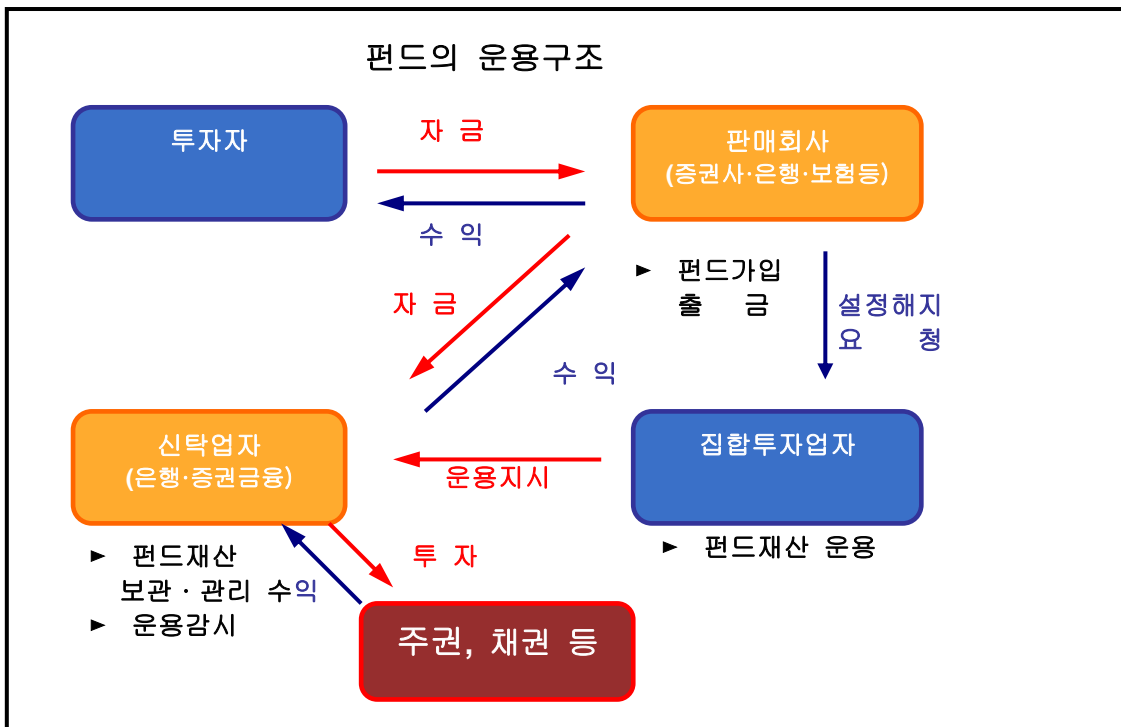 펀드의 운용구조
투자자
자 금
판매회사
(증권사·은행·보험등)
수 익
► 펀드가입
출 금
자 금
설정해지
요 청
수 익
신탁업자
(은행·증권금융)
집합투자업자
운용지시
► 펀드재산
보관·관리 수익
► 운용감시
투 자
► 펀드재산 운용
주권, 채권 등